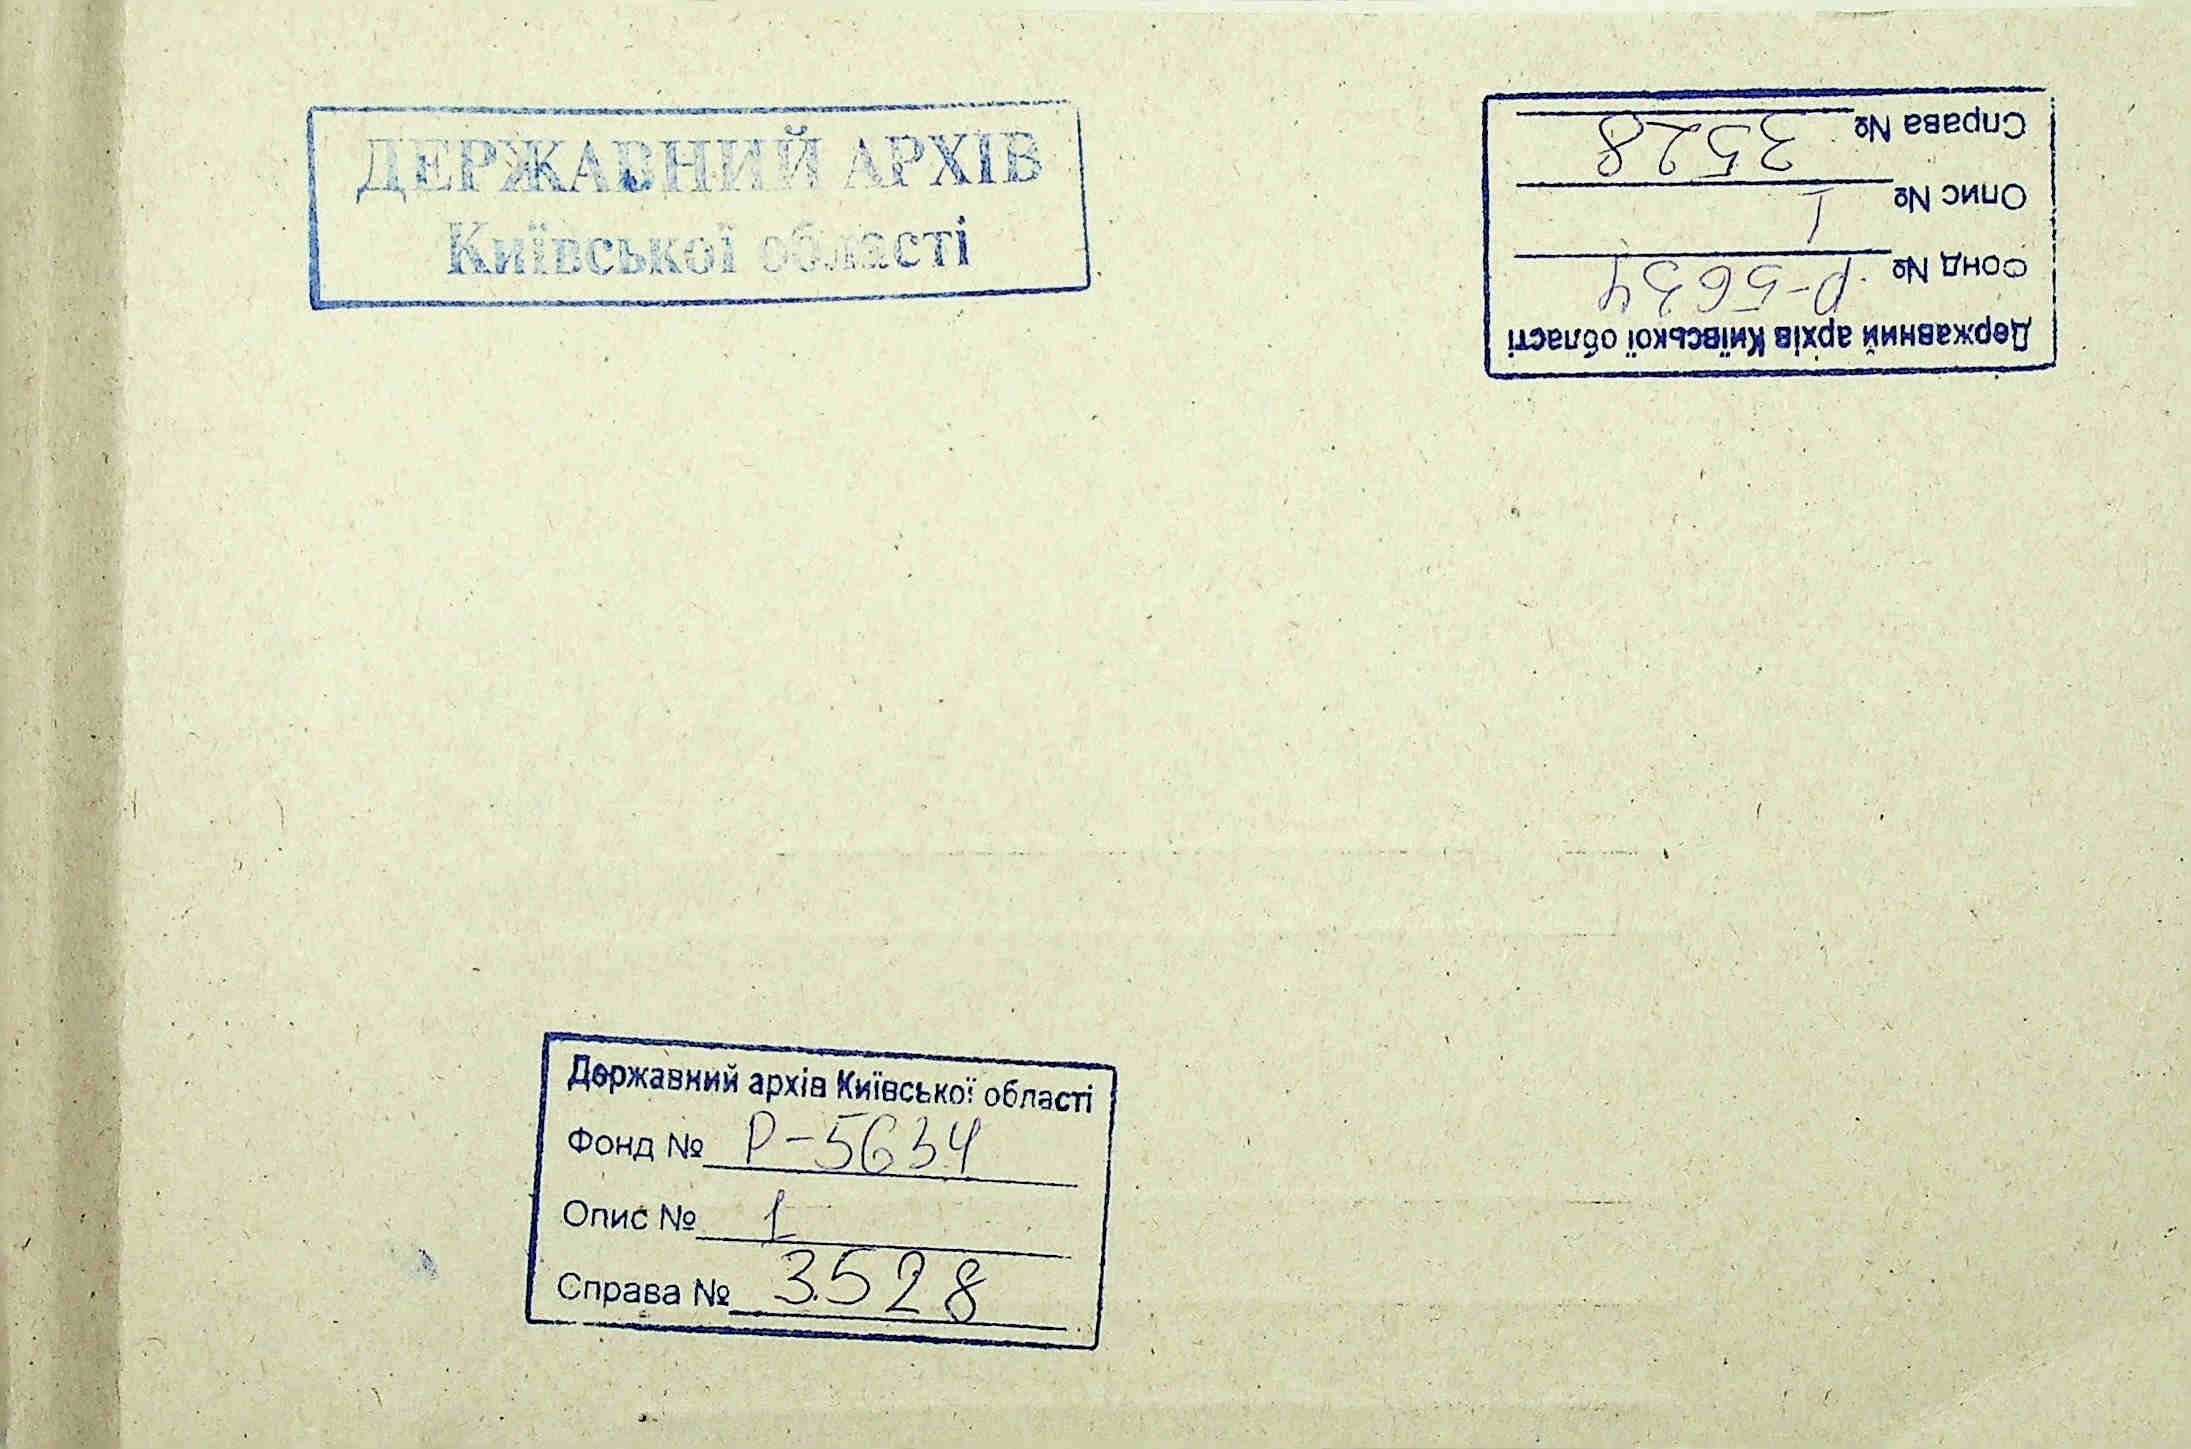 ДЕРЖАВНИЙ АРХІВ
Київської області
Державний архів Київської області
Фонд № Р-5634
Опис № 1
Справа № 3528
Державний архів Київської області
Фонд № Р-5634
Опис № 1
Справа № 3528